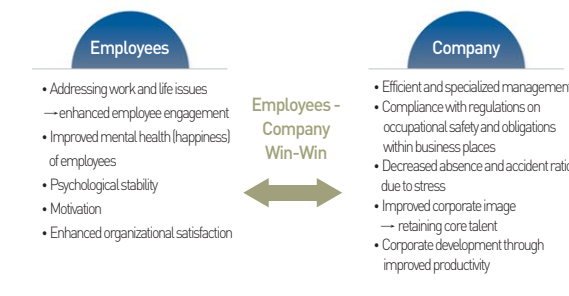 Employees
• Addressing work and life issues
→ enhanced employee engagement
• Improved mental health (happiness)
of employees
• Psychological stability
• Motivation
• Enhanced organizational satisfaction
Employees -
Company
Win-Win
Company
• Efficient and specialized management
• Compliance with regulations on
occupational safety and obligations
within business places
• Decreased absence and accident ratio
due to stress
• Improved corporate image
→ retaining core talent
• Corporate development through
improved productivity